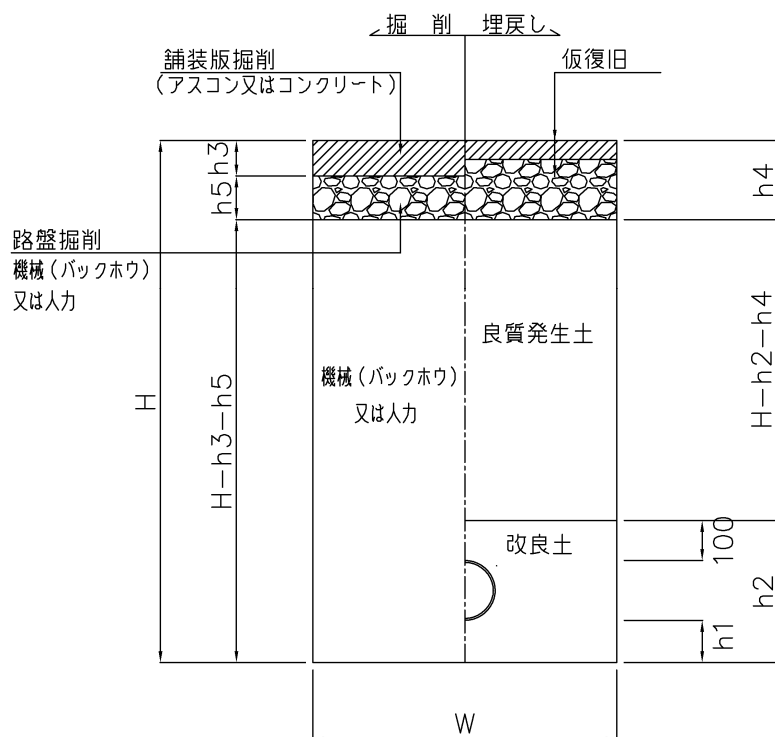 掘 削 埋戻し
舗装版掘削
(アスコン又はコンクリート)
仮復旧
h3
h4
h5
路盤掘削
機械(バックホウ)
又は人力
良質発生土
機械(バックホウ)
又は人力
H
H-h3-h5
H-h2-h4
改良土
100
h2
h1
W